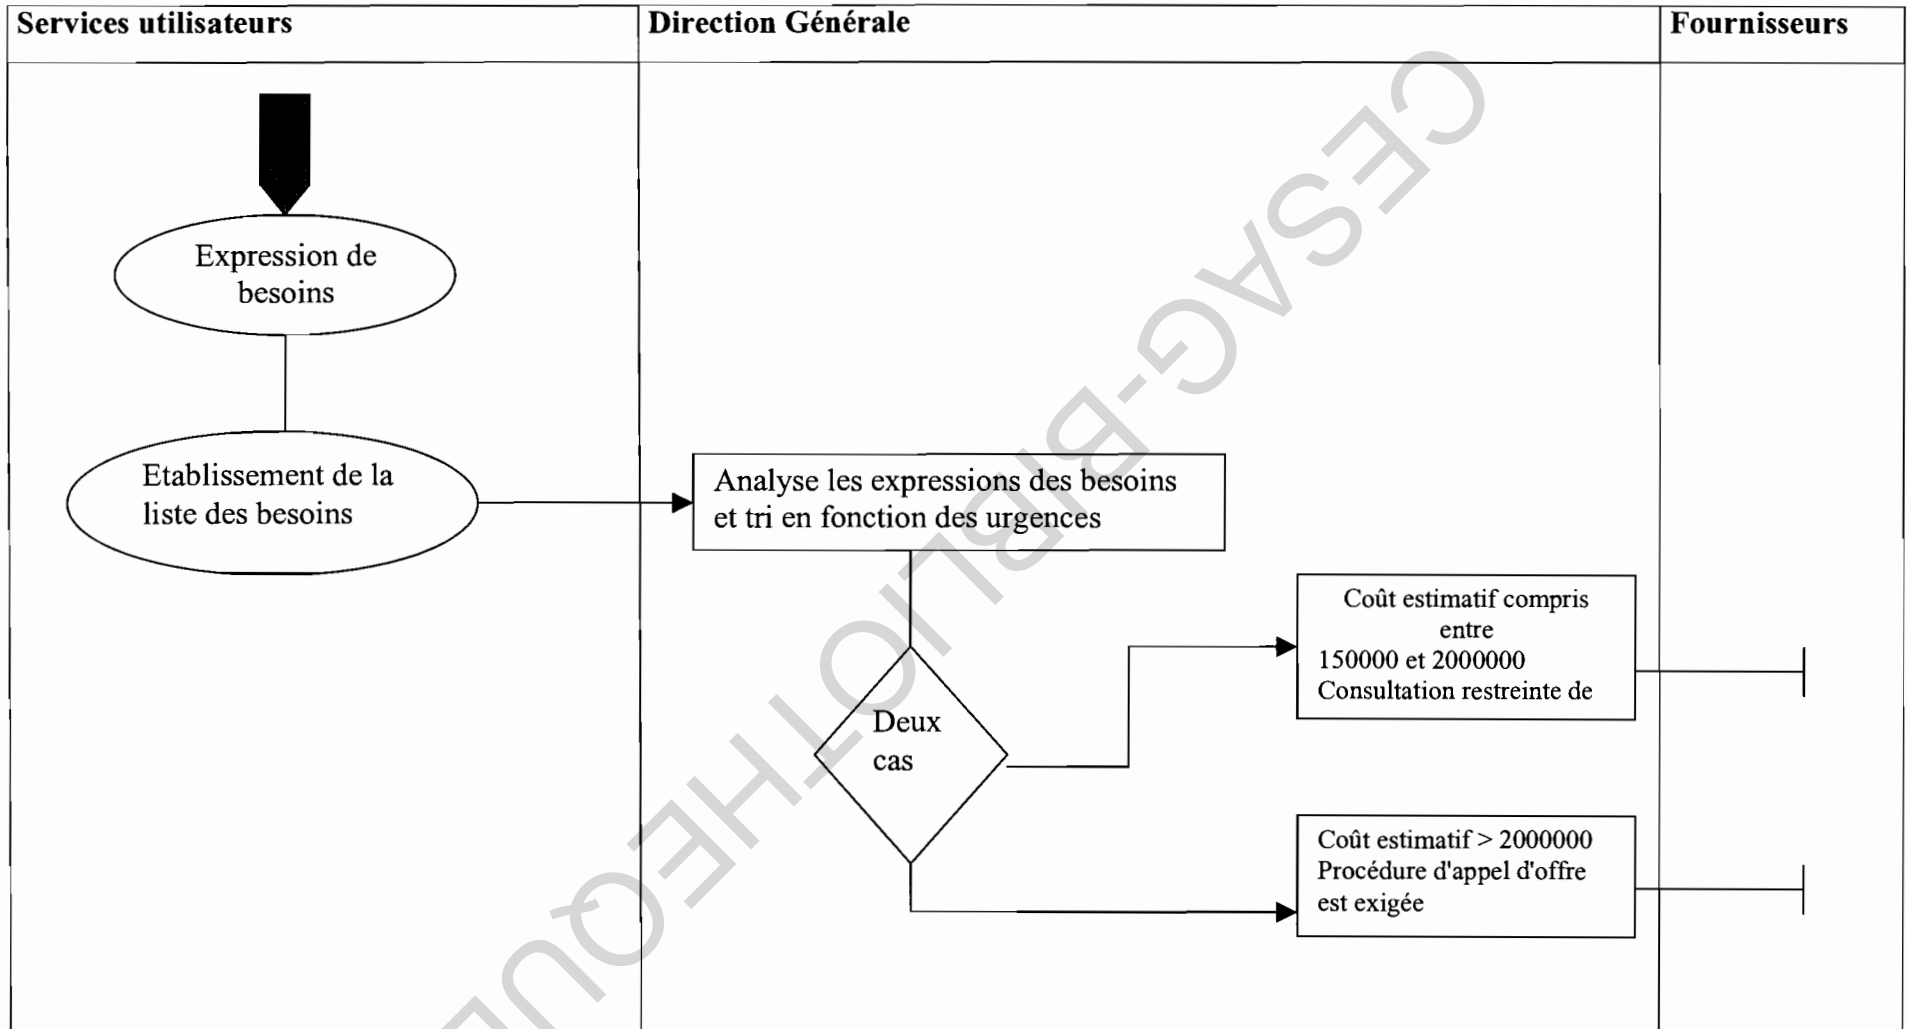 Services utilisateurs
Direction Générale
Fournisseurs
Expression de
besoins
Etablissement de la
liste des besoins
Analyse les expressions des besoins
et tri en fonction des urgences
Deux
cas
Coût estimatif compris
entre
150000 et 2000000
Consultation restreinte de
Coût estimatif > 2000000
Procédure d'appel d'offre
est exigée
CESAG-BIBLIOTHEQUE